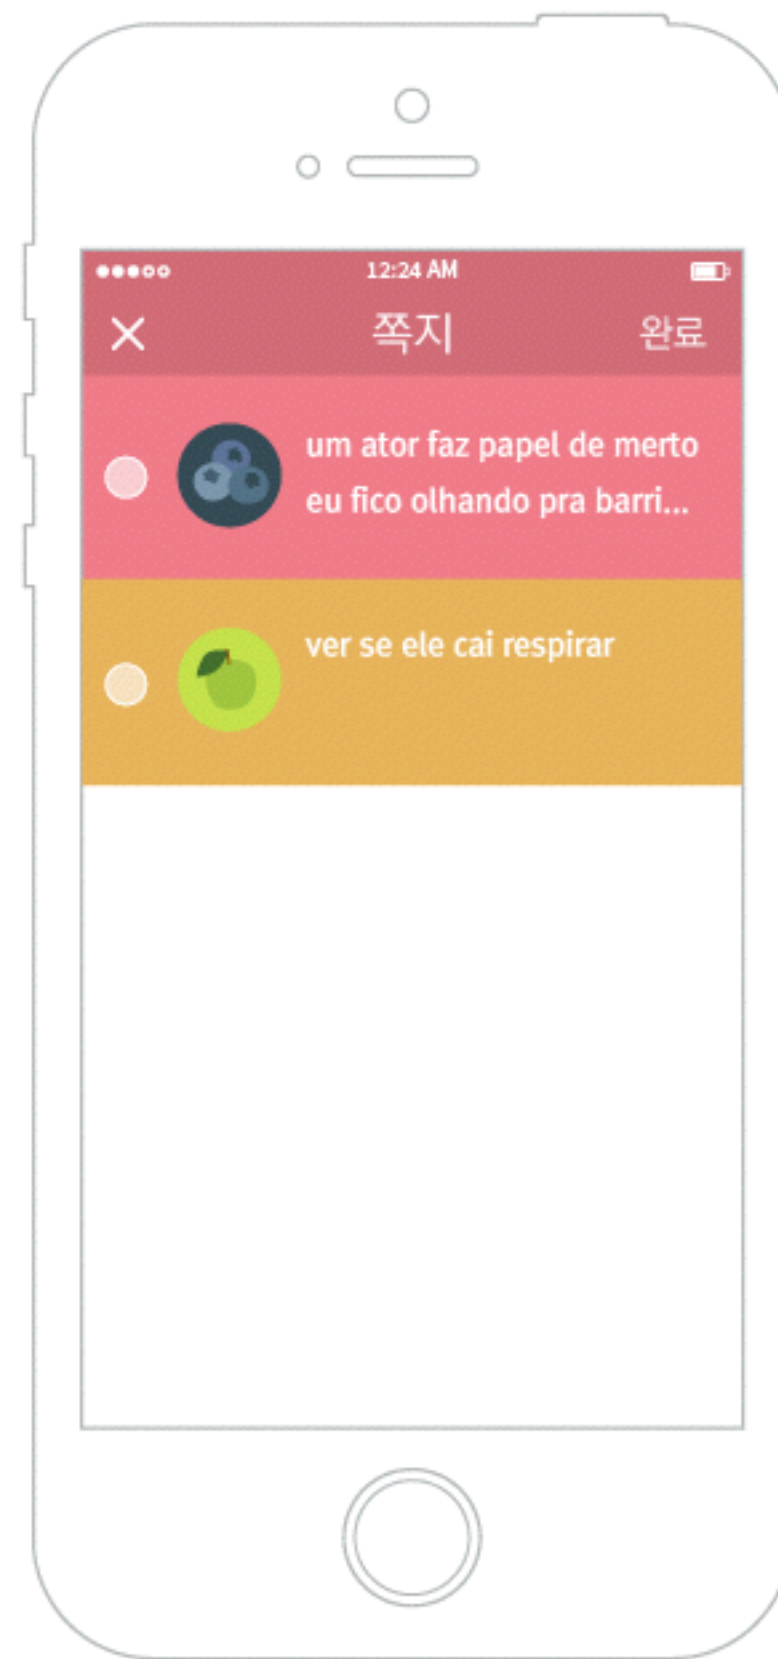 12:24 AM
쪽지
완료
um ator faz papel de merto
eu fico olhando pra barri...
ver se ele cai respirar